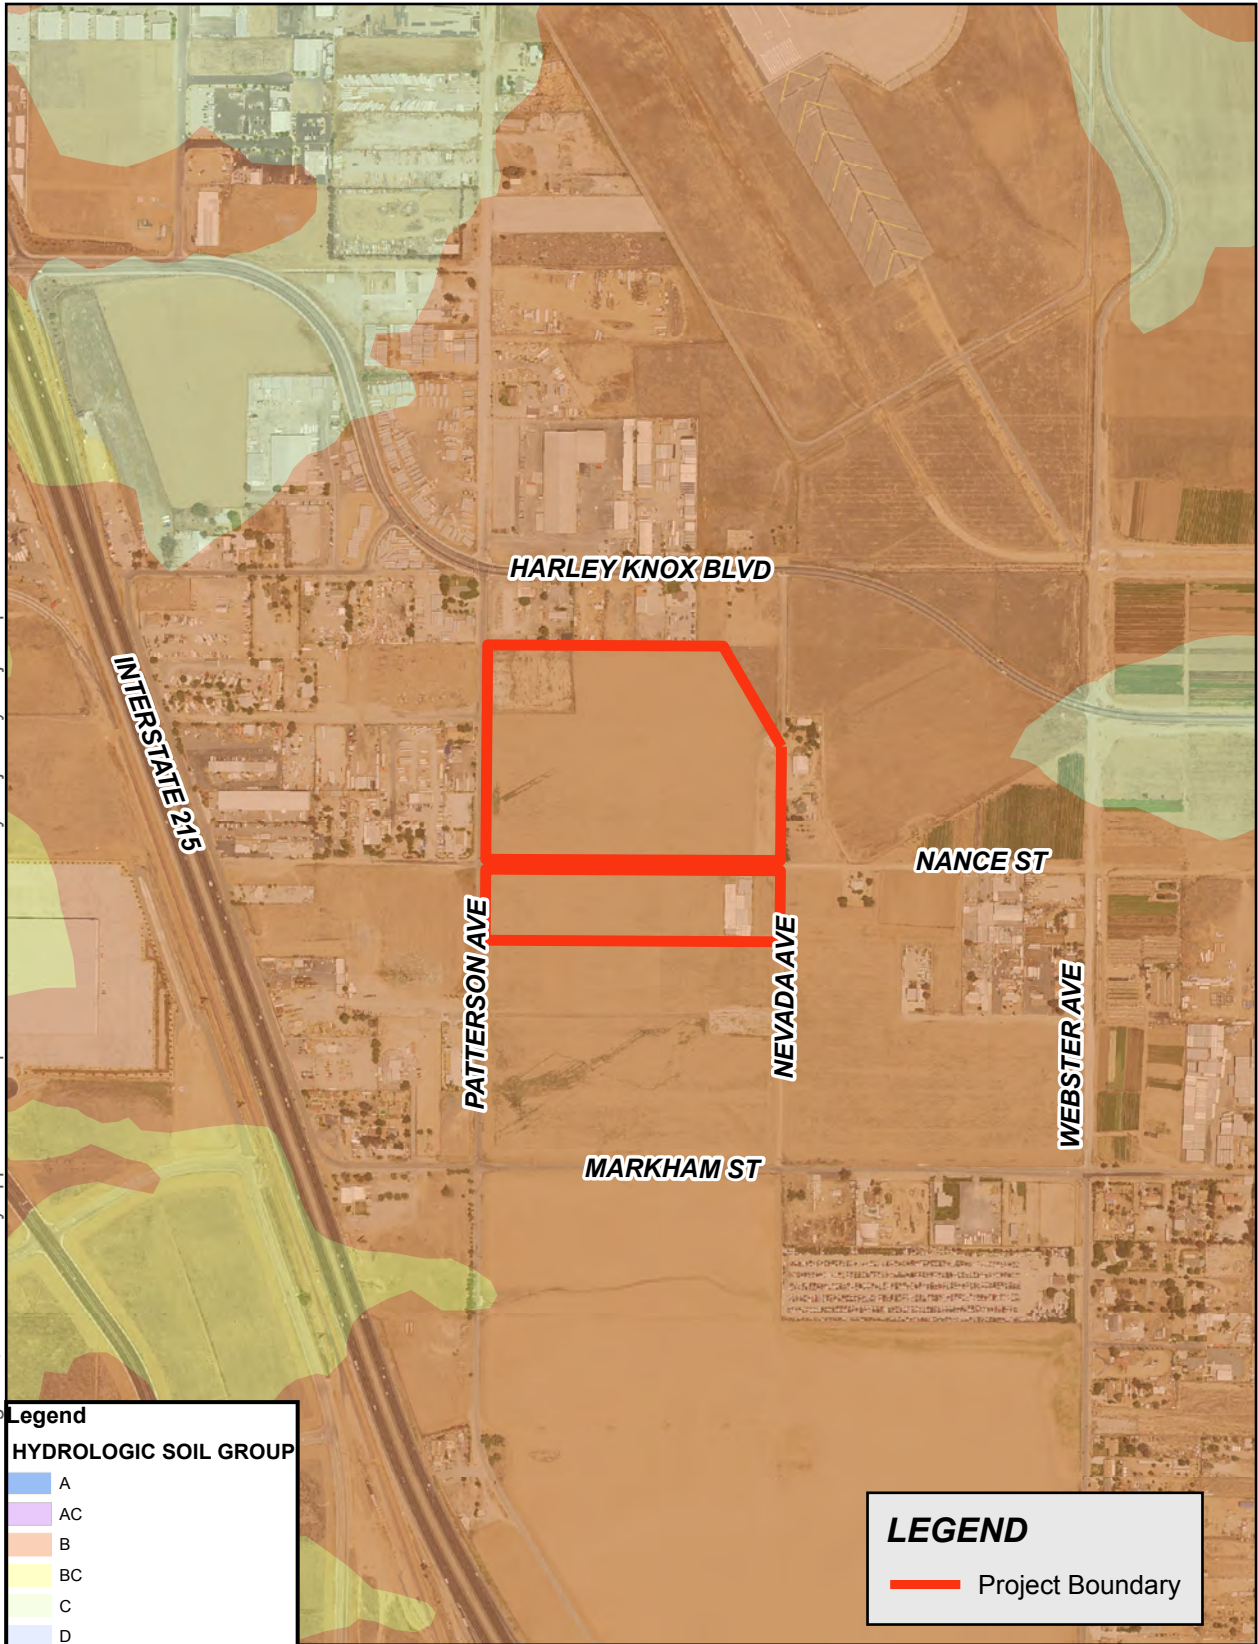 HARLEY KNOX BLVD
INTERSTATE 215
NANCE ST
PATTERSON AVE
NEVADA AVE
WEBSTER AVE
MARKHAM ST
Legend
HYDROLOGIC SOIL GROUP
A
AC
B
BC
C
D
LEGEND
Project Boundary